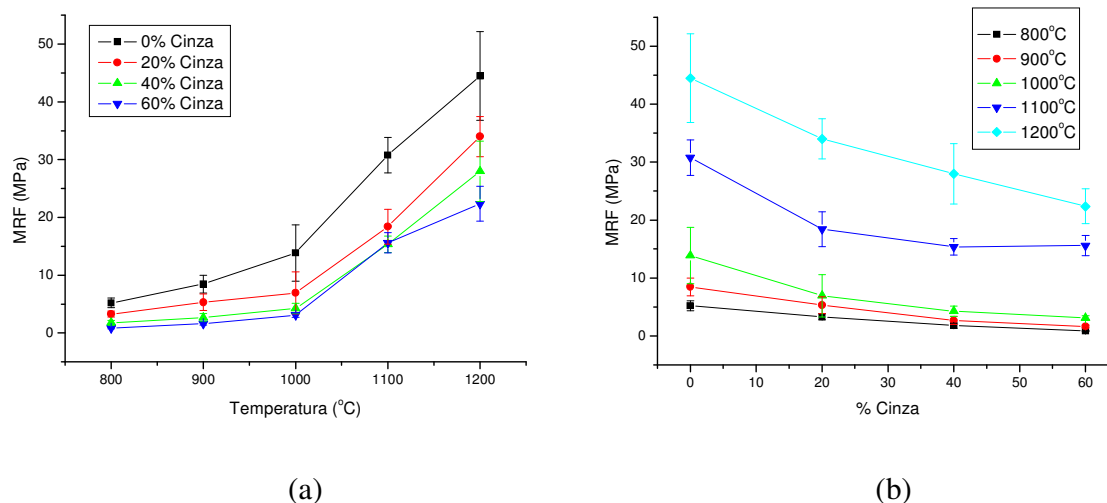 0% Cinza
20% Cinza
40% Cinza
60% Cinza
50
40
30
20
10
0
MRF (MPa)
800 900 1000 1100 1200
Temperatura (°C)
(a)
800°C
900°C
1000°C
1100°C
1200°C
50
40
30
20
10
0
MRF (MPa)
0 10 20 30 40 50 60
% Cinza
(b)